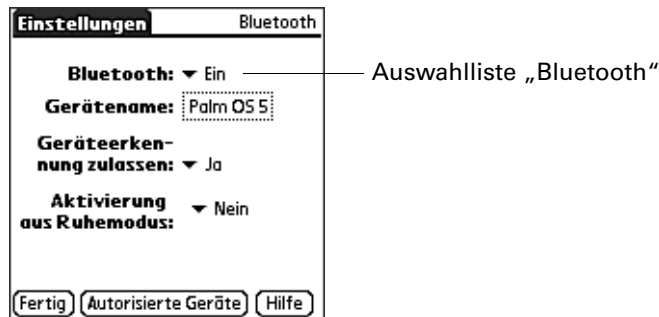 Einstellungen Bluetooth
Bluetooth: Ein Auswahlliste „Bluetooth“
Gerätename: Palm OS 5
Geräteerken-
nung zulassen: Ja
Aktivierung
aus Ruhemodus: Nein
Fertig Autorisierte Geräte Hilfe